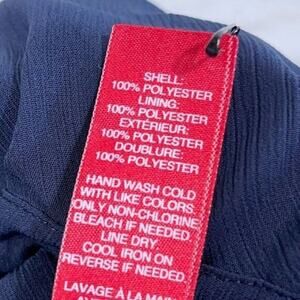 SHELL:
100% POLYESTER
LINING:
100% POLYESTER
EXTÉRIEUR:
100% POLYESTER
DOUBLURE:
100% POLYESTER
HAND WASH COLD
WITH LIKE COLORS.
ONLY NON-CHLORINE
BLEACH IF NEEDED.
LINE DRY.
COOL IRON ON
REVERSE IF NEEDED.
LAVAGE À LA MAIN